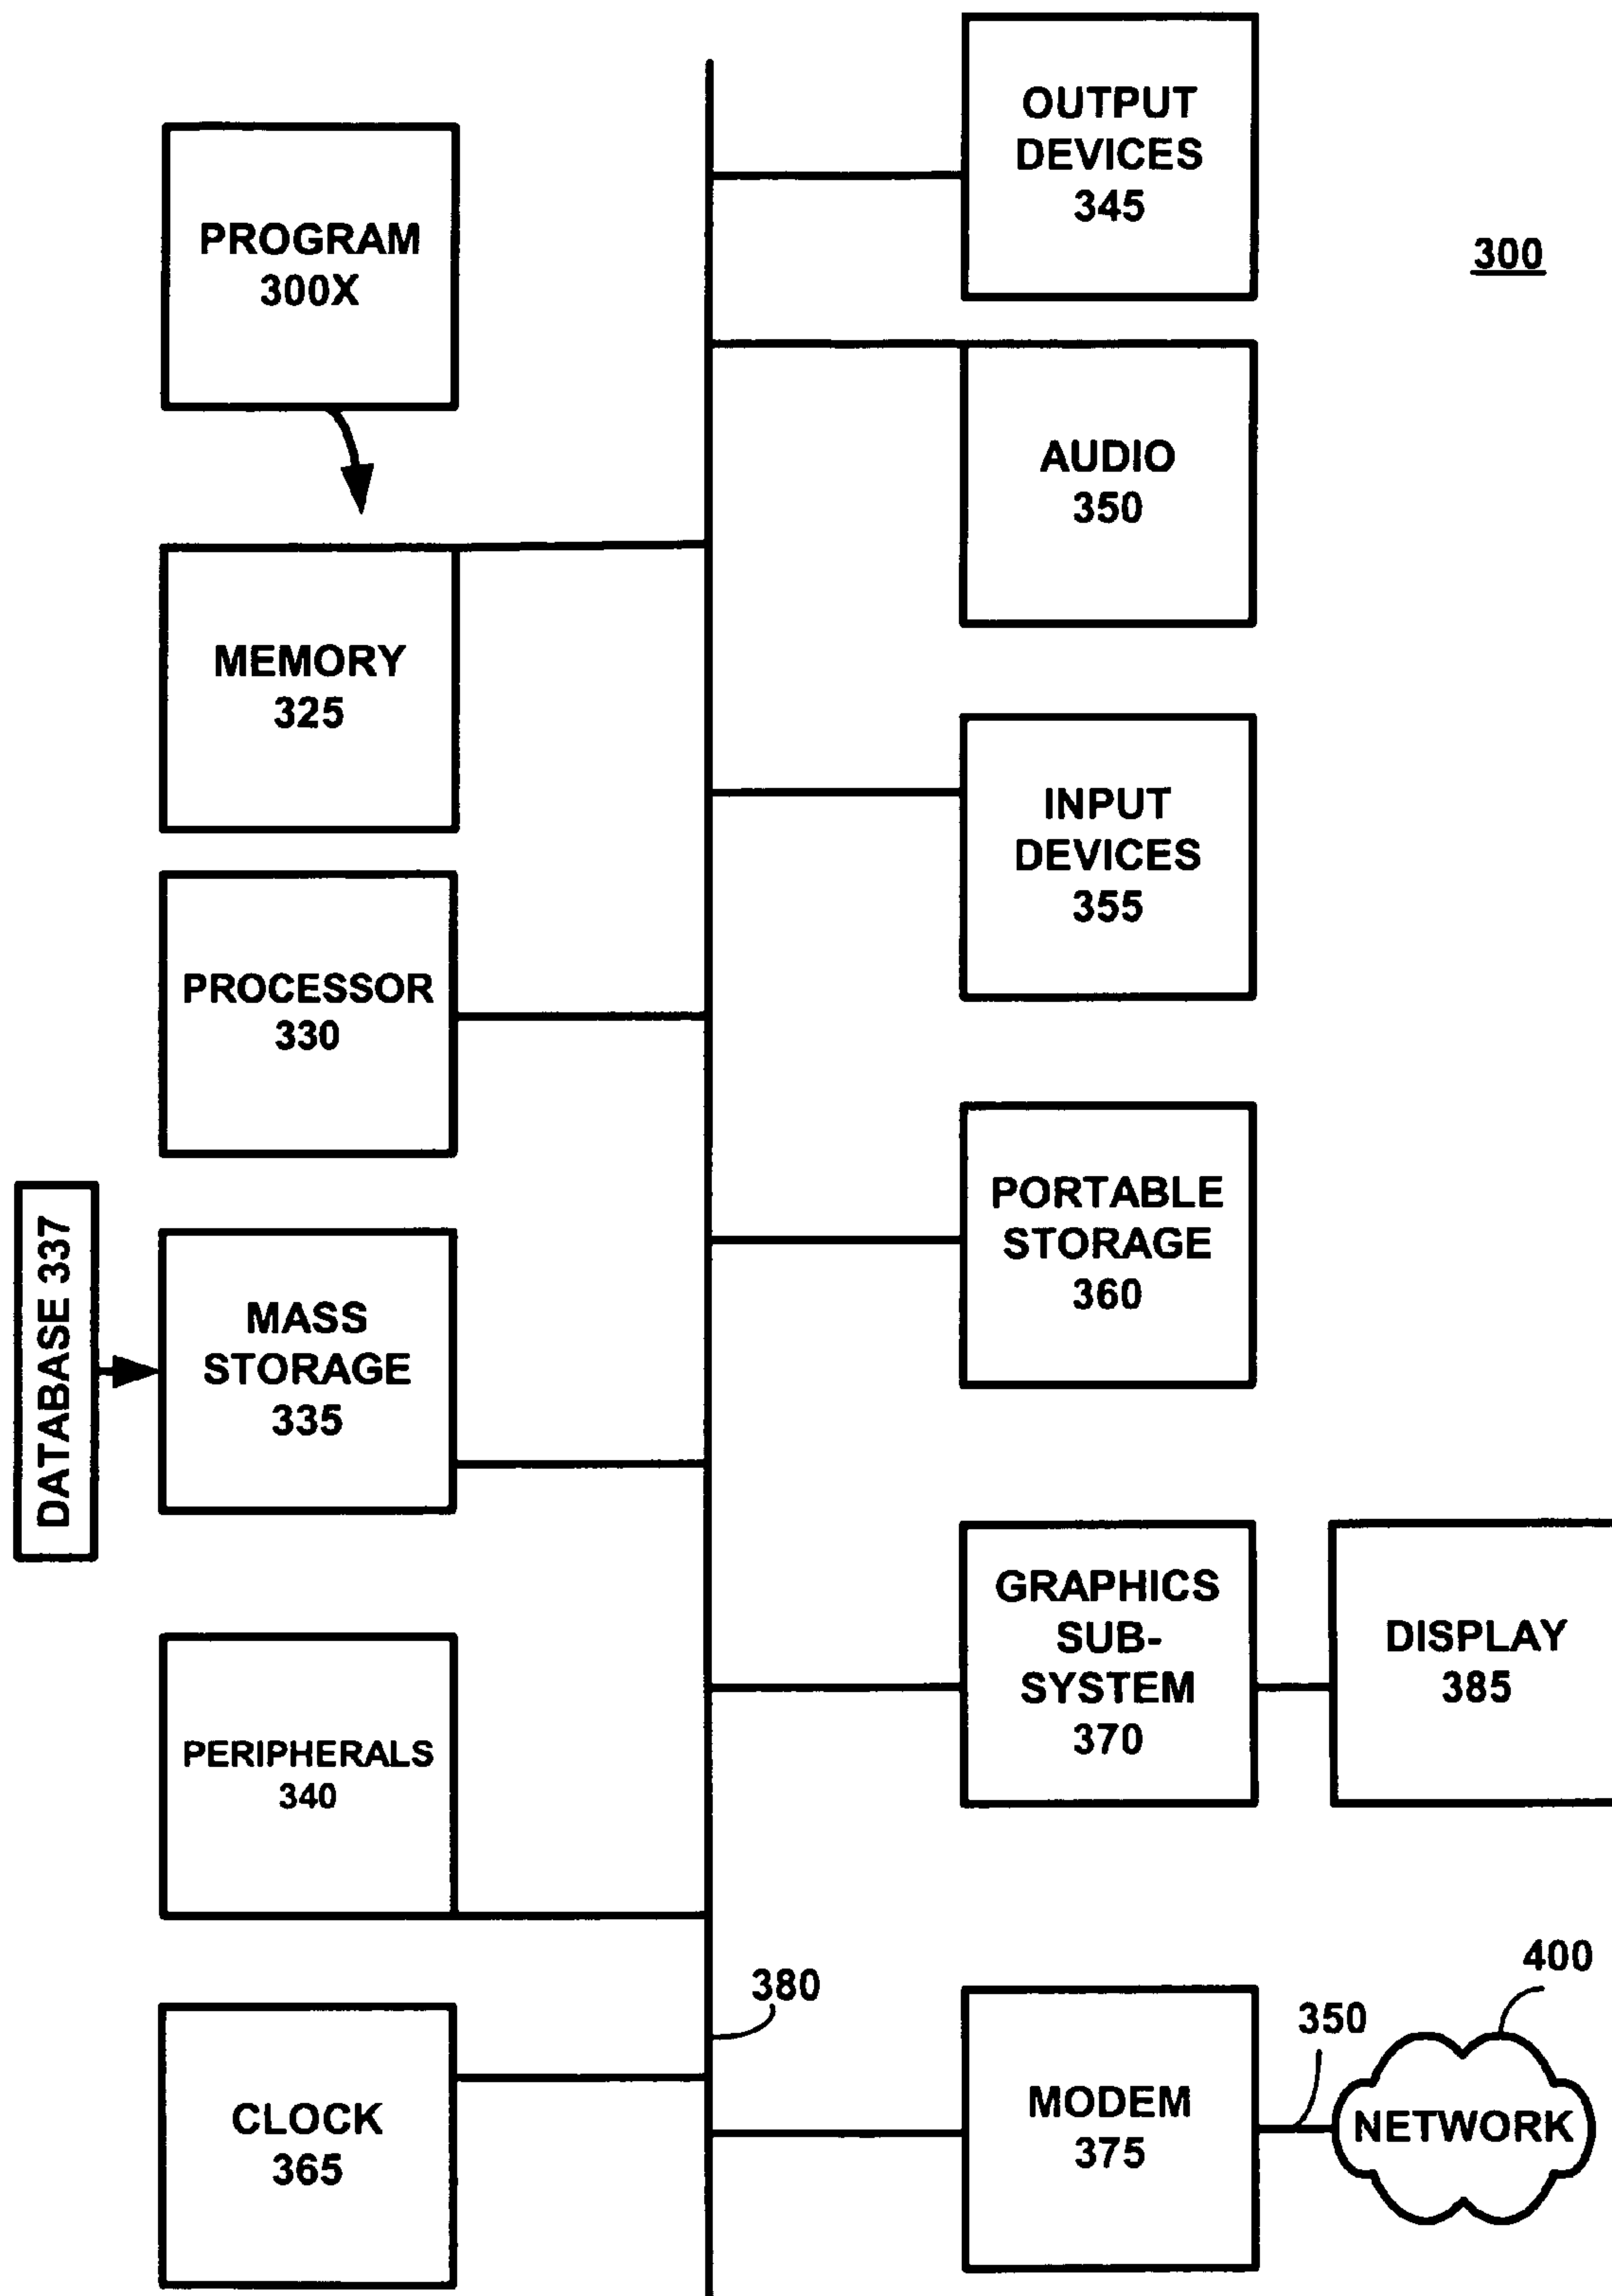 OUTPUT
DEVICES
345
300
PROGRAM
300X
AUDIO
350
MEMORY
325
INPUT
DEVICES
355
PROCESSOR
330
PORTABLE
STORAGE
360
DATABASE 337
MASS
STORAGE
335
GRAPHICS
SUB-
SYSTEM
370
DISPLAY
385
PERIPHERALS
340
380
400
350
CLOCK
365
MODEM
375
NETWORK